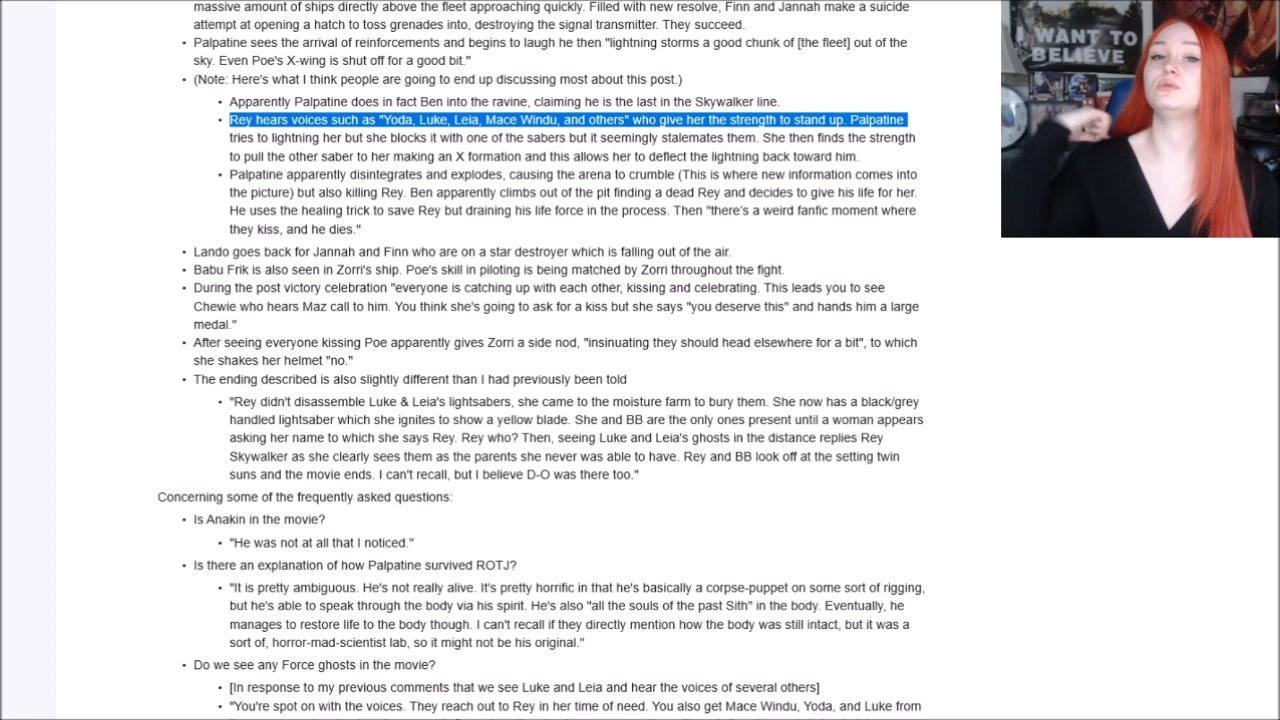 massive amount of ships directly above the fleet approaching quickly. Filled with new resolve, Finn and Jannah make a suicide
attempt at opening a hatch to toss grenades into, destroying the signal transmitter. They succeed.
• Palpatine sees the arrival of reinforcements and begins to laugh he then "lightning storms a good chunk of [the fleet] out of the
sky. Even Poe's X-wing is shut off for a good bit."
• (Note: Here's what I think people are going to end up discussing most about this post.)
• Apparently Palpatine does in fact Ben into the ravine, claiming he is the last in the Skywalker line.
• Rey hears voices such as "Yoda, Luke, Leia, Mace Windu, and others" who give her the strength to stand up. Palpatine
tries to lightning her but she blocks it with one of the sabers but it seemingly stalemates them. She then finds the strength
to pull the other saber to her making an X formation and this allows her to deflect the lightning back toward him.
• Palpatine apparently disintegrates and explodes, causing the arena to crumble (This is where new information comes into
the picture) but also killing Rey. Ben apparently climbs out of the pit finding a dead Rey and decides to give his life for her.
He uses the healing trick to save Rey but draining his life force in the process. Then "there's a weird fanfic moment where
they kiss, and he dies."
• Lando goes back for Jannah and Finn who are on a star destroyer which is falling out of the air.
• Babu Frik is also seen in Zorri's ship. Poe's skill in piloting is being matched by Zorri throughout the fight.
• During the post victory celebration "everyone is catching up with each other, kissing and celebrating. This leads you to see
Chewie who hears Maz call to him. You think she's going to ask for a kiss but she says "you deserve this" and hands him a large
medal."
• After seeing everyone kissing Poe apparently gives Zorri a side nod, "insinuating they should head elsewhere for a bit", to which
she shakes her helmet "no."
• The ending described is also slightly different than I had previously been told
• "Rey didn't disassemble Luke & Leia's lightsabers, she came to the moisture farm to bury them. She now has a black/grey
handled lightsaber which she ignites to show a yellow blade. She and BB are the only ones present until a woman appears
asking her name to which she says Rey. Rey who? Then, seeing Luke and Leia's ghosts in the distance replies Rey
Skywalker as she clearly sees them as the parents she never was able to have. Rey and BB look off at the setting twin
suns and the movie ends. I can't recall, but I believe D-O was there too."
Concerning some of the frequently asked questions:
• Is Anakin in the movie?
• "He was not at all that I noticed."
• Is there an explanation of how Palpatine survived ROTJ?
• "It is pretty ambiguous. He's not really alive. It's pretty horrific in that he's basically a corpse-puppet on some sort of rigging,
but he's able to speak through the body via his spirit. He's also "all the souls of the past Sith" in the body. Eventually, he
manages to restore life to the body though. I can't recall if they directly mention how the body was still intact, but it was a
sort of, horror-mad-scientist lab, so it might not be his original."
• Do we see any Force ghosts in the movie?
• [In response to my previous comments that we see Luke and Leia and hear the voices of several others]
• "You're spot on with the voices. They reach out to Rey in her time of need. You also get Mace Windu, Yoda, and Luke from
I WANT TO
BELIEVE